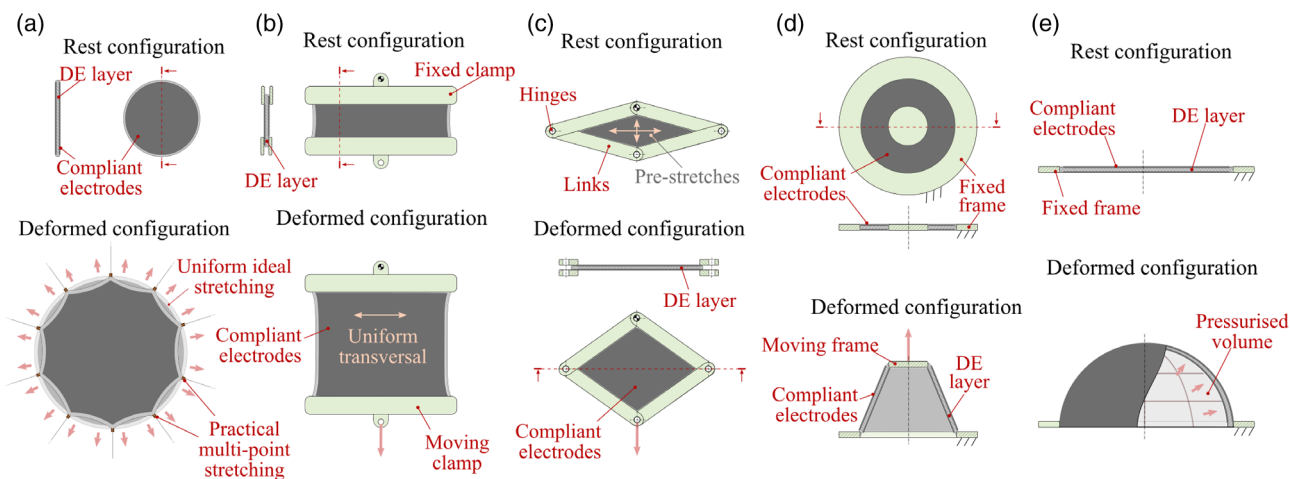 (a)
Rest configuration
DE layer
Compliant
electrodes
Deformed configuration
Uniform ideal
stretching
Practical
multi-point
stretching
(b)
Rest configuration
Fixed clamp
DE layer
Deformed configuration
Compliant
electrodes
Uniform
transversal
Moving
clamp
(c)
Rest configuration
Hinges
Links
Pre-stretches
Deformed configuration
DE layer
Compliant
electrodes
(d)
Rest configuration
Compliant
electrodes
Fixed
frame
Deformed configuration
Moving frame
DE
layer
Compliant
electrodes
(e)
Rest configuration
Compliant
electrodes
DE layer
Fixed frame
Deformed configuration
Pressurised
volume